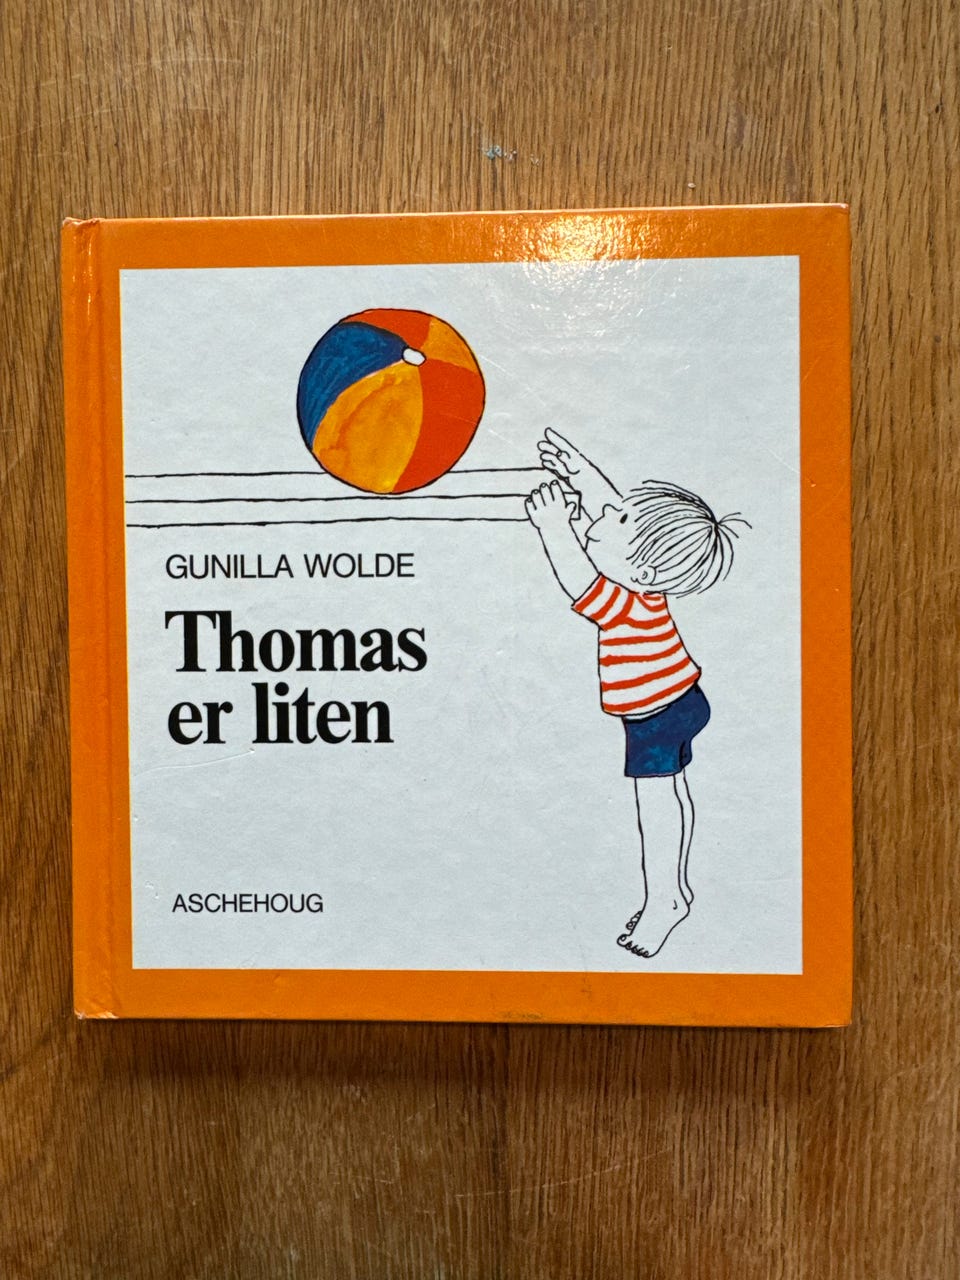 GUNILLA WOLDE
Thomas
er liten
ASCHEHOUG